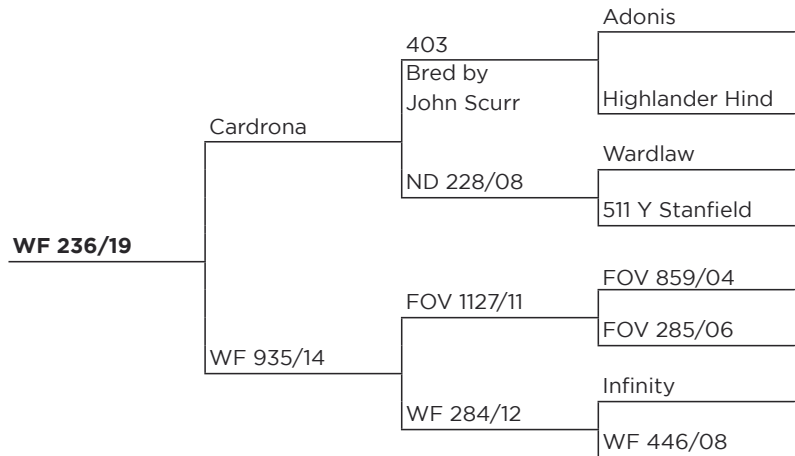 Adonis
403
Bred by
John Scurr
Highlander Hind
Cardrona
Wardlaw
ND 228/08
511 Y Stanfield
WF 236/19
FOV 859/04
FOV 1127/11
FOV 285/06
WF 935/14
Infinity
WF 284/12
WF 446/08